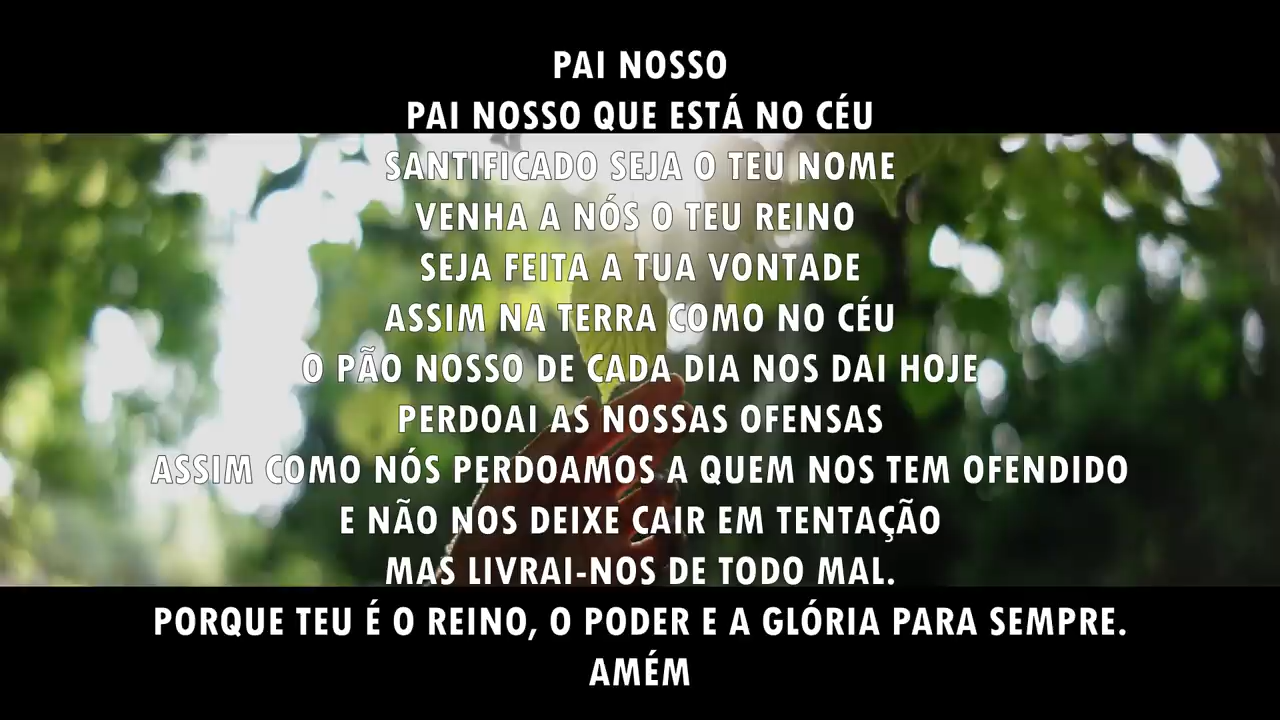 PAI NOSSO
PAI NOSSO QUE ESTÁ NO CÉU
SANTIFICADO SEJA O TEU NOME
VENHA A NÓS O TEU REINO
SEJA FEITA A TUA VONTADE
ASSIM NA TERRA COMO NO CÉU
O PÃO NOSSO DE CADA DIA NOS DAI HOJE
PERDOAI AS NOSSAS OFENSAS
ASSIM COMO NÓS PERDOAMOS A QUEM NOS TEM OFENDIDO
E NÃO NOS DEIXE CAIR EM TENTAÇÃO
MAS LIVRAI-NOS DE TODO MAL.
PORQUE TEU É O REINO, O PODER E A GLÓRIA PARA SEMPRE.
AMÉM